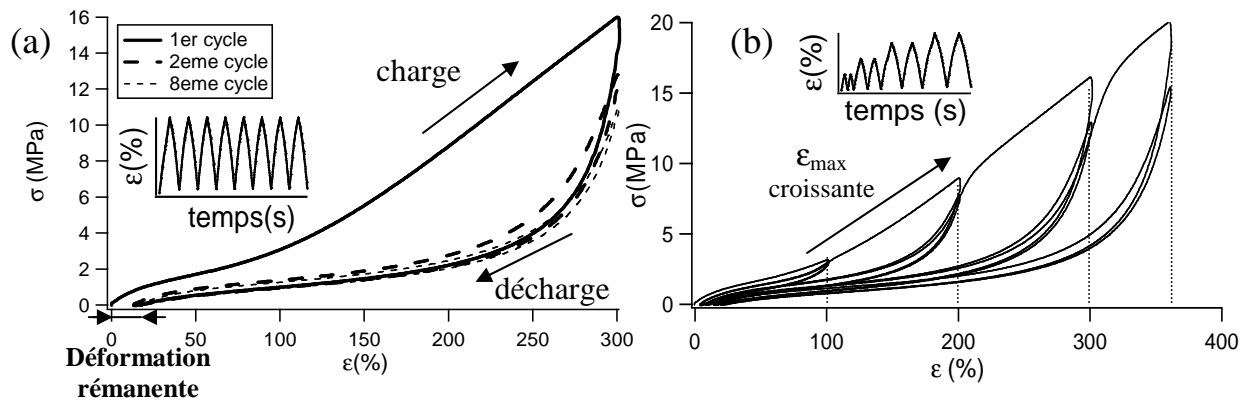 (a)
16
14
12
10
8
6
4
2
0
σ (MPa)
1er cycle
2eme cycle
8eme cycle
ε(%)
temps(s)
charge
décharge
0
50
100
150
200
250
300
ε(%)
Déformation
rémanente
(b)
20
15
10
5
0
σ(MPa)
ε(%)
temps (s)
εmax
croissante
0
100
200
300
400
ε (%)